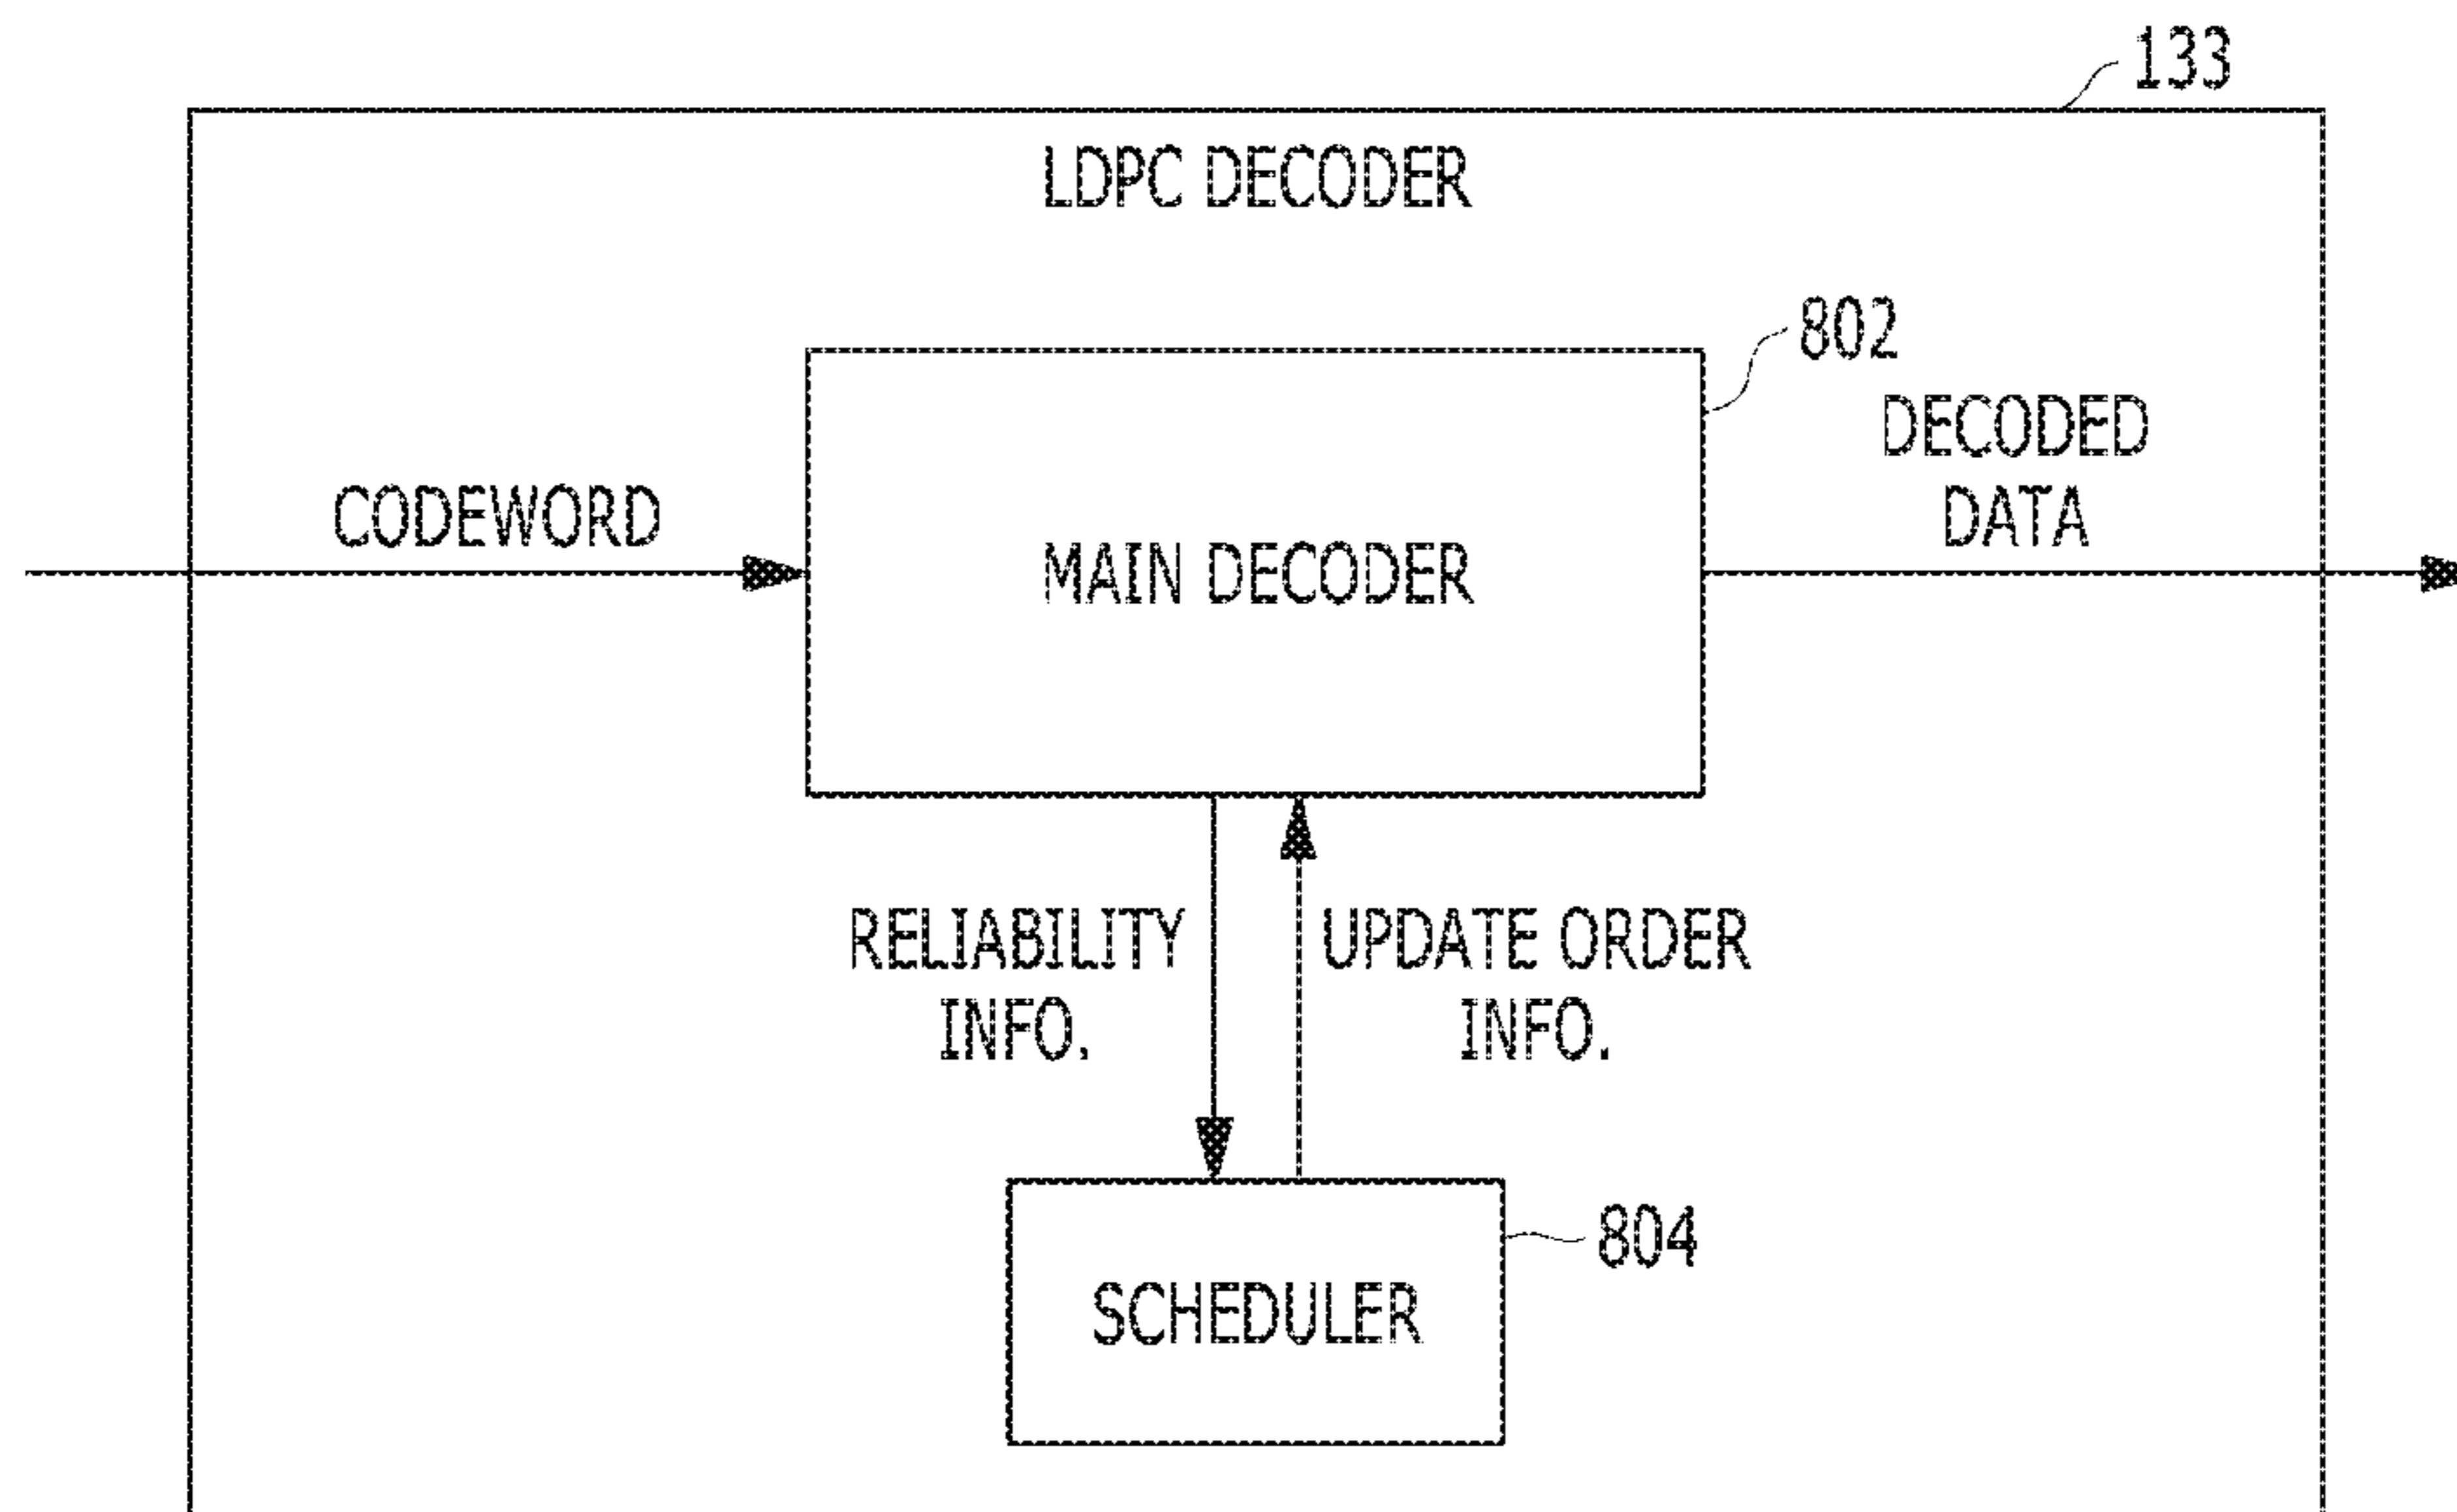 133
LDPC DECODER
802
DECODED
DATA
CODEWORD
MAIN DECODER
RELIABILITY
INFO.
UPDATE ORDER
INFO.
804
SCHEDULER